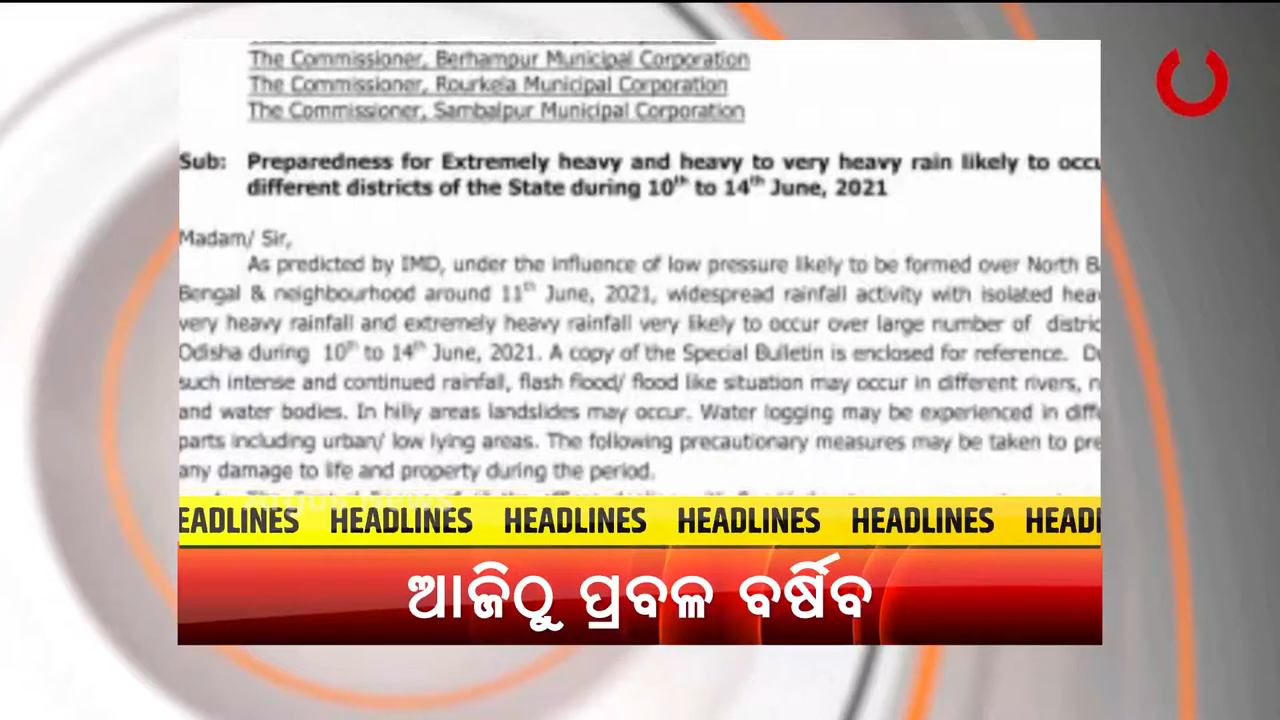 The Commissioner, Berhampur Municipal Corporation
The Commissioner, Rourkela Municipal Corporation
The Commissioner, Sambalpur Municipal Corporation
Sub: Preparedness for Extremely heavy and heavy to very heavy rain likely to occu
different districts of the State during 10th to 14th June, 2021
Madam/ Sir,
As predicted by IMD, under the influence of low pressure likely to be formed over North B
Bengal & neighbourhood around 11th June, 2021, widespread rainfall activity with isolated hea
very heavy rainfall and extremely heavy rainfall very likely to occur over large number of distric
Odisha during 10th to 14th June, 2021. A copy of the Special Bulletin is enclosed for reference. D
such intense and continued rainfall, flash flood/ flood like situation may occur in different rivers, n
and water bodies. In hilly areas landslides may occur. Water logging may be experienced in diff
parts including urban/ low lying areas. The following precautionary measures may be taken to pre
any damage to life and property during the period.
EADLINES HEADLINES HEADLINES HEADLINES HEADLINES HEADL
ଆଜିଠୁ ପ୍ରବଳ ବର୍ଷିବ